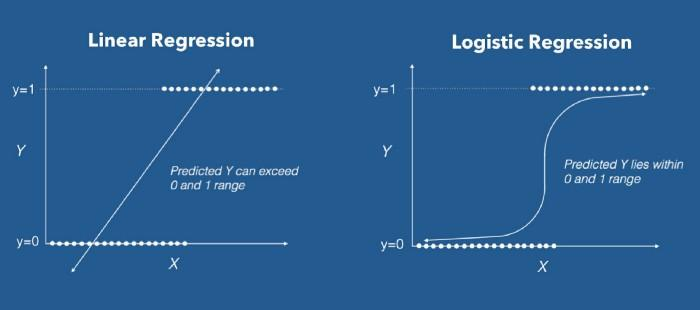 Linear Regression
y=1
Y
Predicted Y can exceed
0 and 1 range
y=0
X
Logistic Regression
y=1
Y
Predicted Y lies within
0 and 1 range
y=0
X